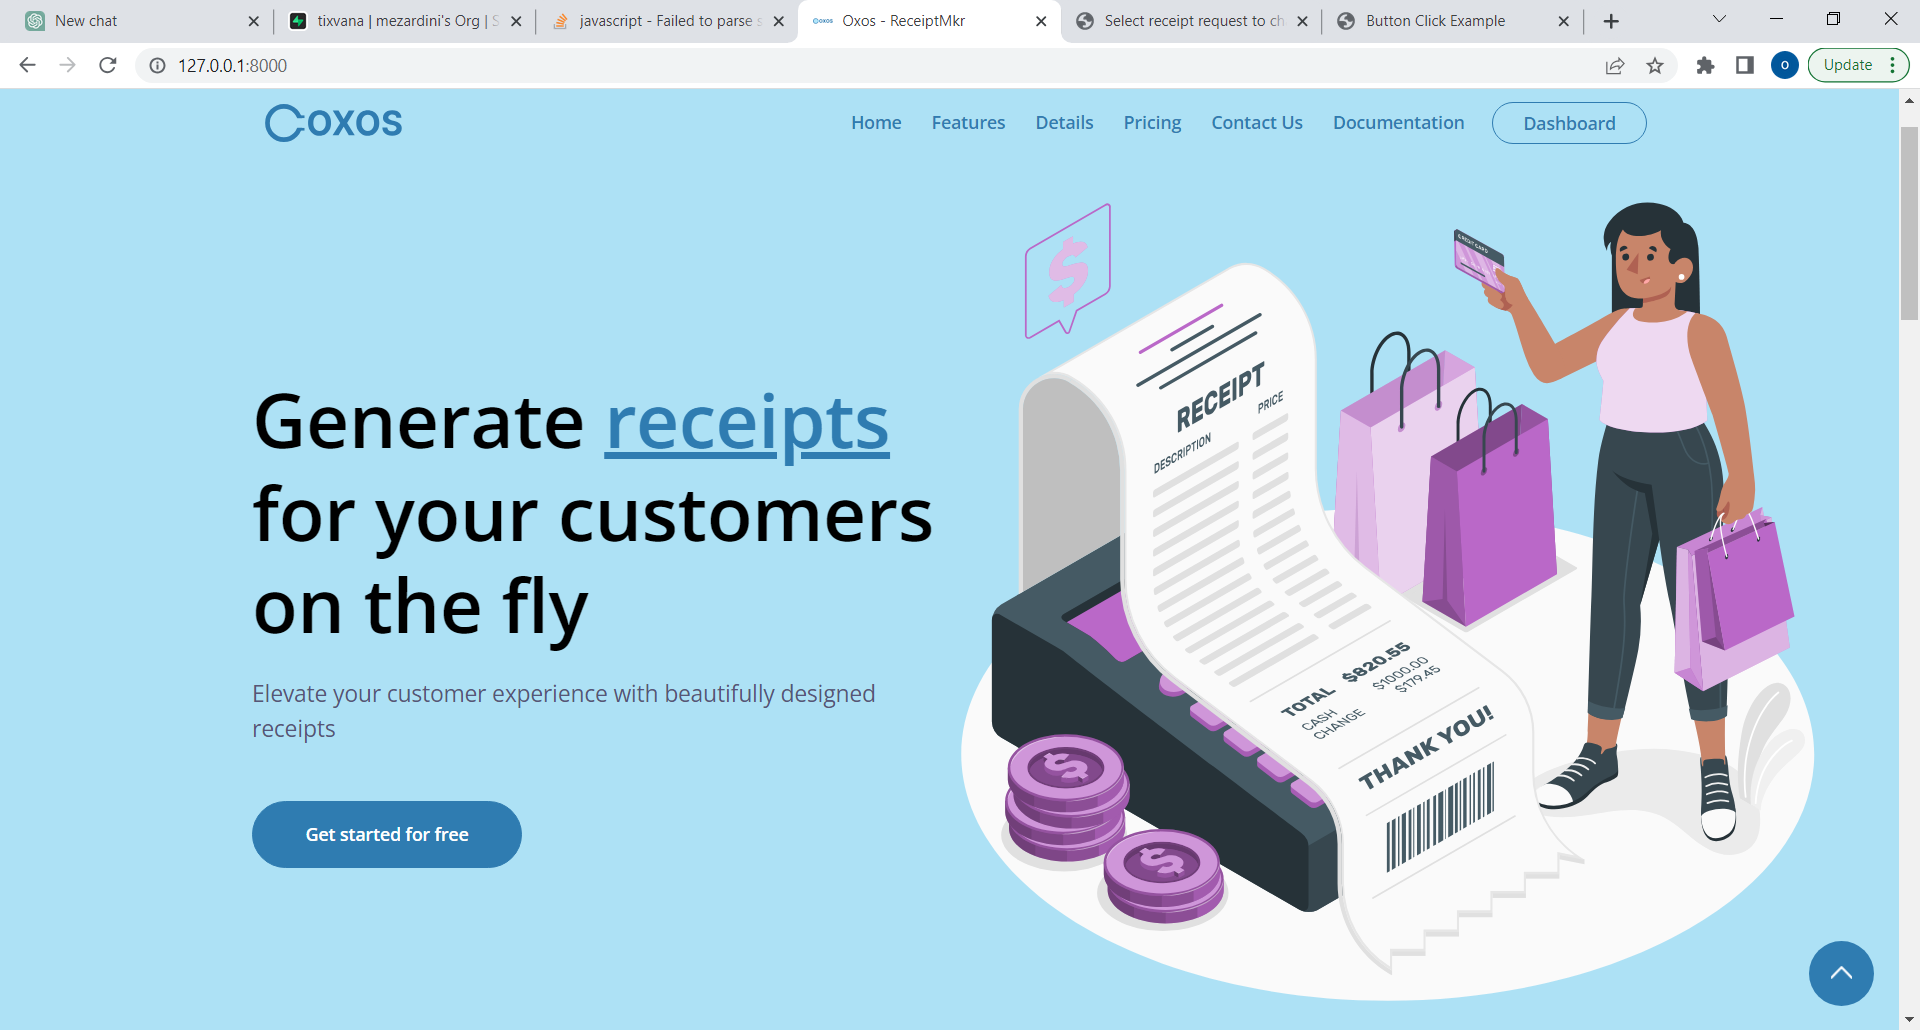 New chat
tixvana | mezardini's Org | S
javascript - Failed to parse s
Oxos - ReceiptMkr
Select receipt request to ch
Button Click Example
127.0.0.1:8000
O
Update
oxos
Home
Features
Details
Pricing
Contact Us
Documentation
Dashboard
Generate receipts
for your customers
on the fly
Elevate your customer experience with beautifully designed
receipts
Get started for free
$
CREDIT CARD
RECEIPT
DESCRIPTION
PRICE
TOTAL $820.55
CASH $1000.00
CHANGE $179.45
THANK YOU!
$
$